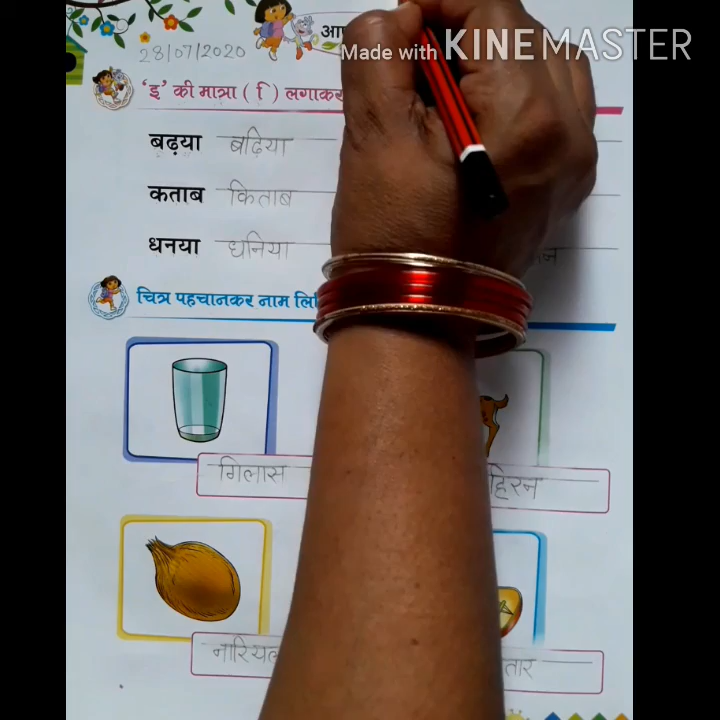 आ
Made with KINEMASTER
28/07/2020
'इ' की मात्रा ( ि ) लगाकर
बढ़या बढ़िया
कताब किताब
धनया धनिया
चित्र पहचानकर नाम
गिलास हिरन
नारियल तार